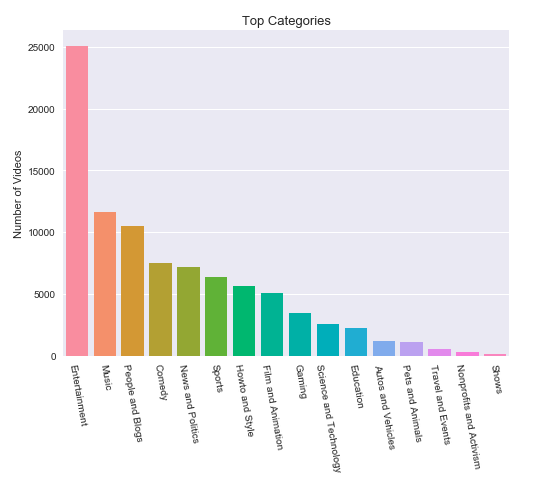 Top Categories
Number of Videos
25000
20000
15000
10000
5000
0
Entertainment
Music
People and Blogs
Comedy
News and Politics
Sports
Howto and Style
Film and Animation
Gaming
Science and Technology
Education
Autos and Vehicles
Pets and Animals
Travel and Events
Nonprofits and Activism
Shows